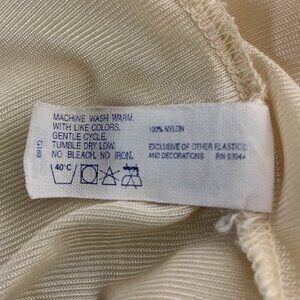 MACHINE WASH WARM.
WITH LIKE COLORS.
GENTLE CYCLE.
TUMBLE DRY LOW.
NO BLEACH. NO IRON.
40°C
100% NYLON
EXCLUSIVE OF OTHER ELASTICS
AND DECORATIONS RN